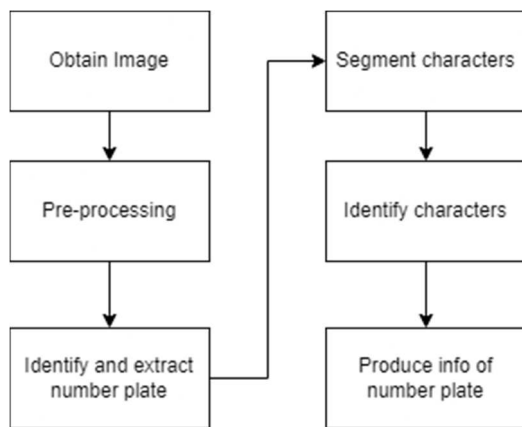 Obtain Image
Pre-processing
Identify and extract
number plate
Segment characters
Identify characters
Produce info of
number plate